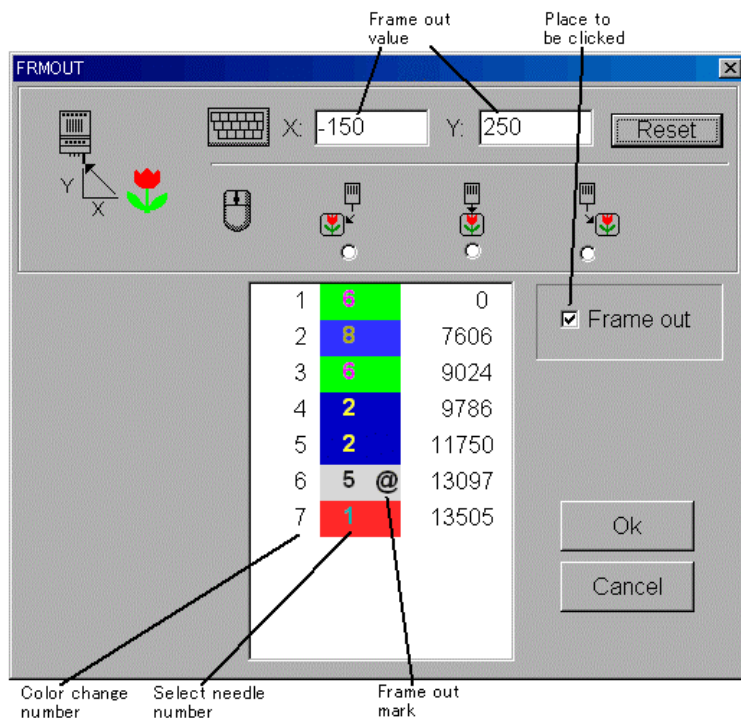 Frame out
value
Place to
be clicked
FRMOUT
X: -150 Y: 250 Reset
Y
X
1 6 0
2 8 7606
3 6 9024
4 2 9786
5 2 11750
6 5 @ 13097
7 1 13505
Frame out
Ok
Cancel
Color change
number
Select needle
number
Frame out
mark